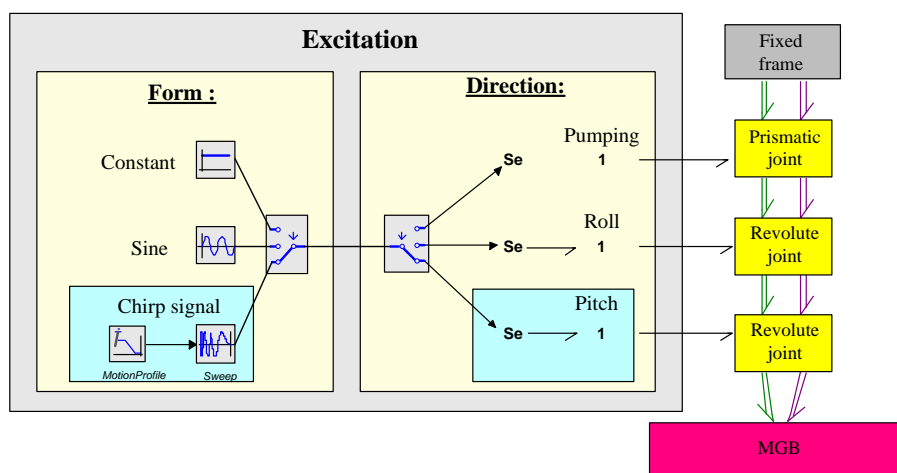 Excitation
Form :
Constant
Sine
Chirp signal
MotionProfile
Sweep
Direction:
Pumping
Se
1
Roll
Se
1
Pitch
Se
1
Fixed
frame
Prismatic
joint
Revolute
joint
Revolute
joint
MGB